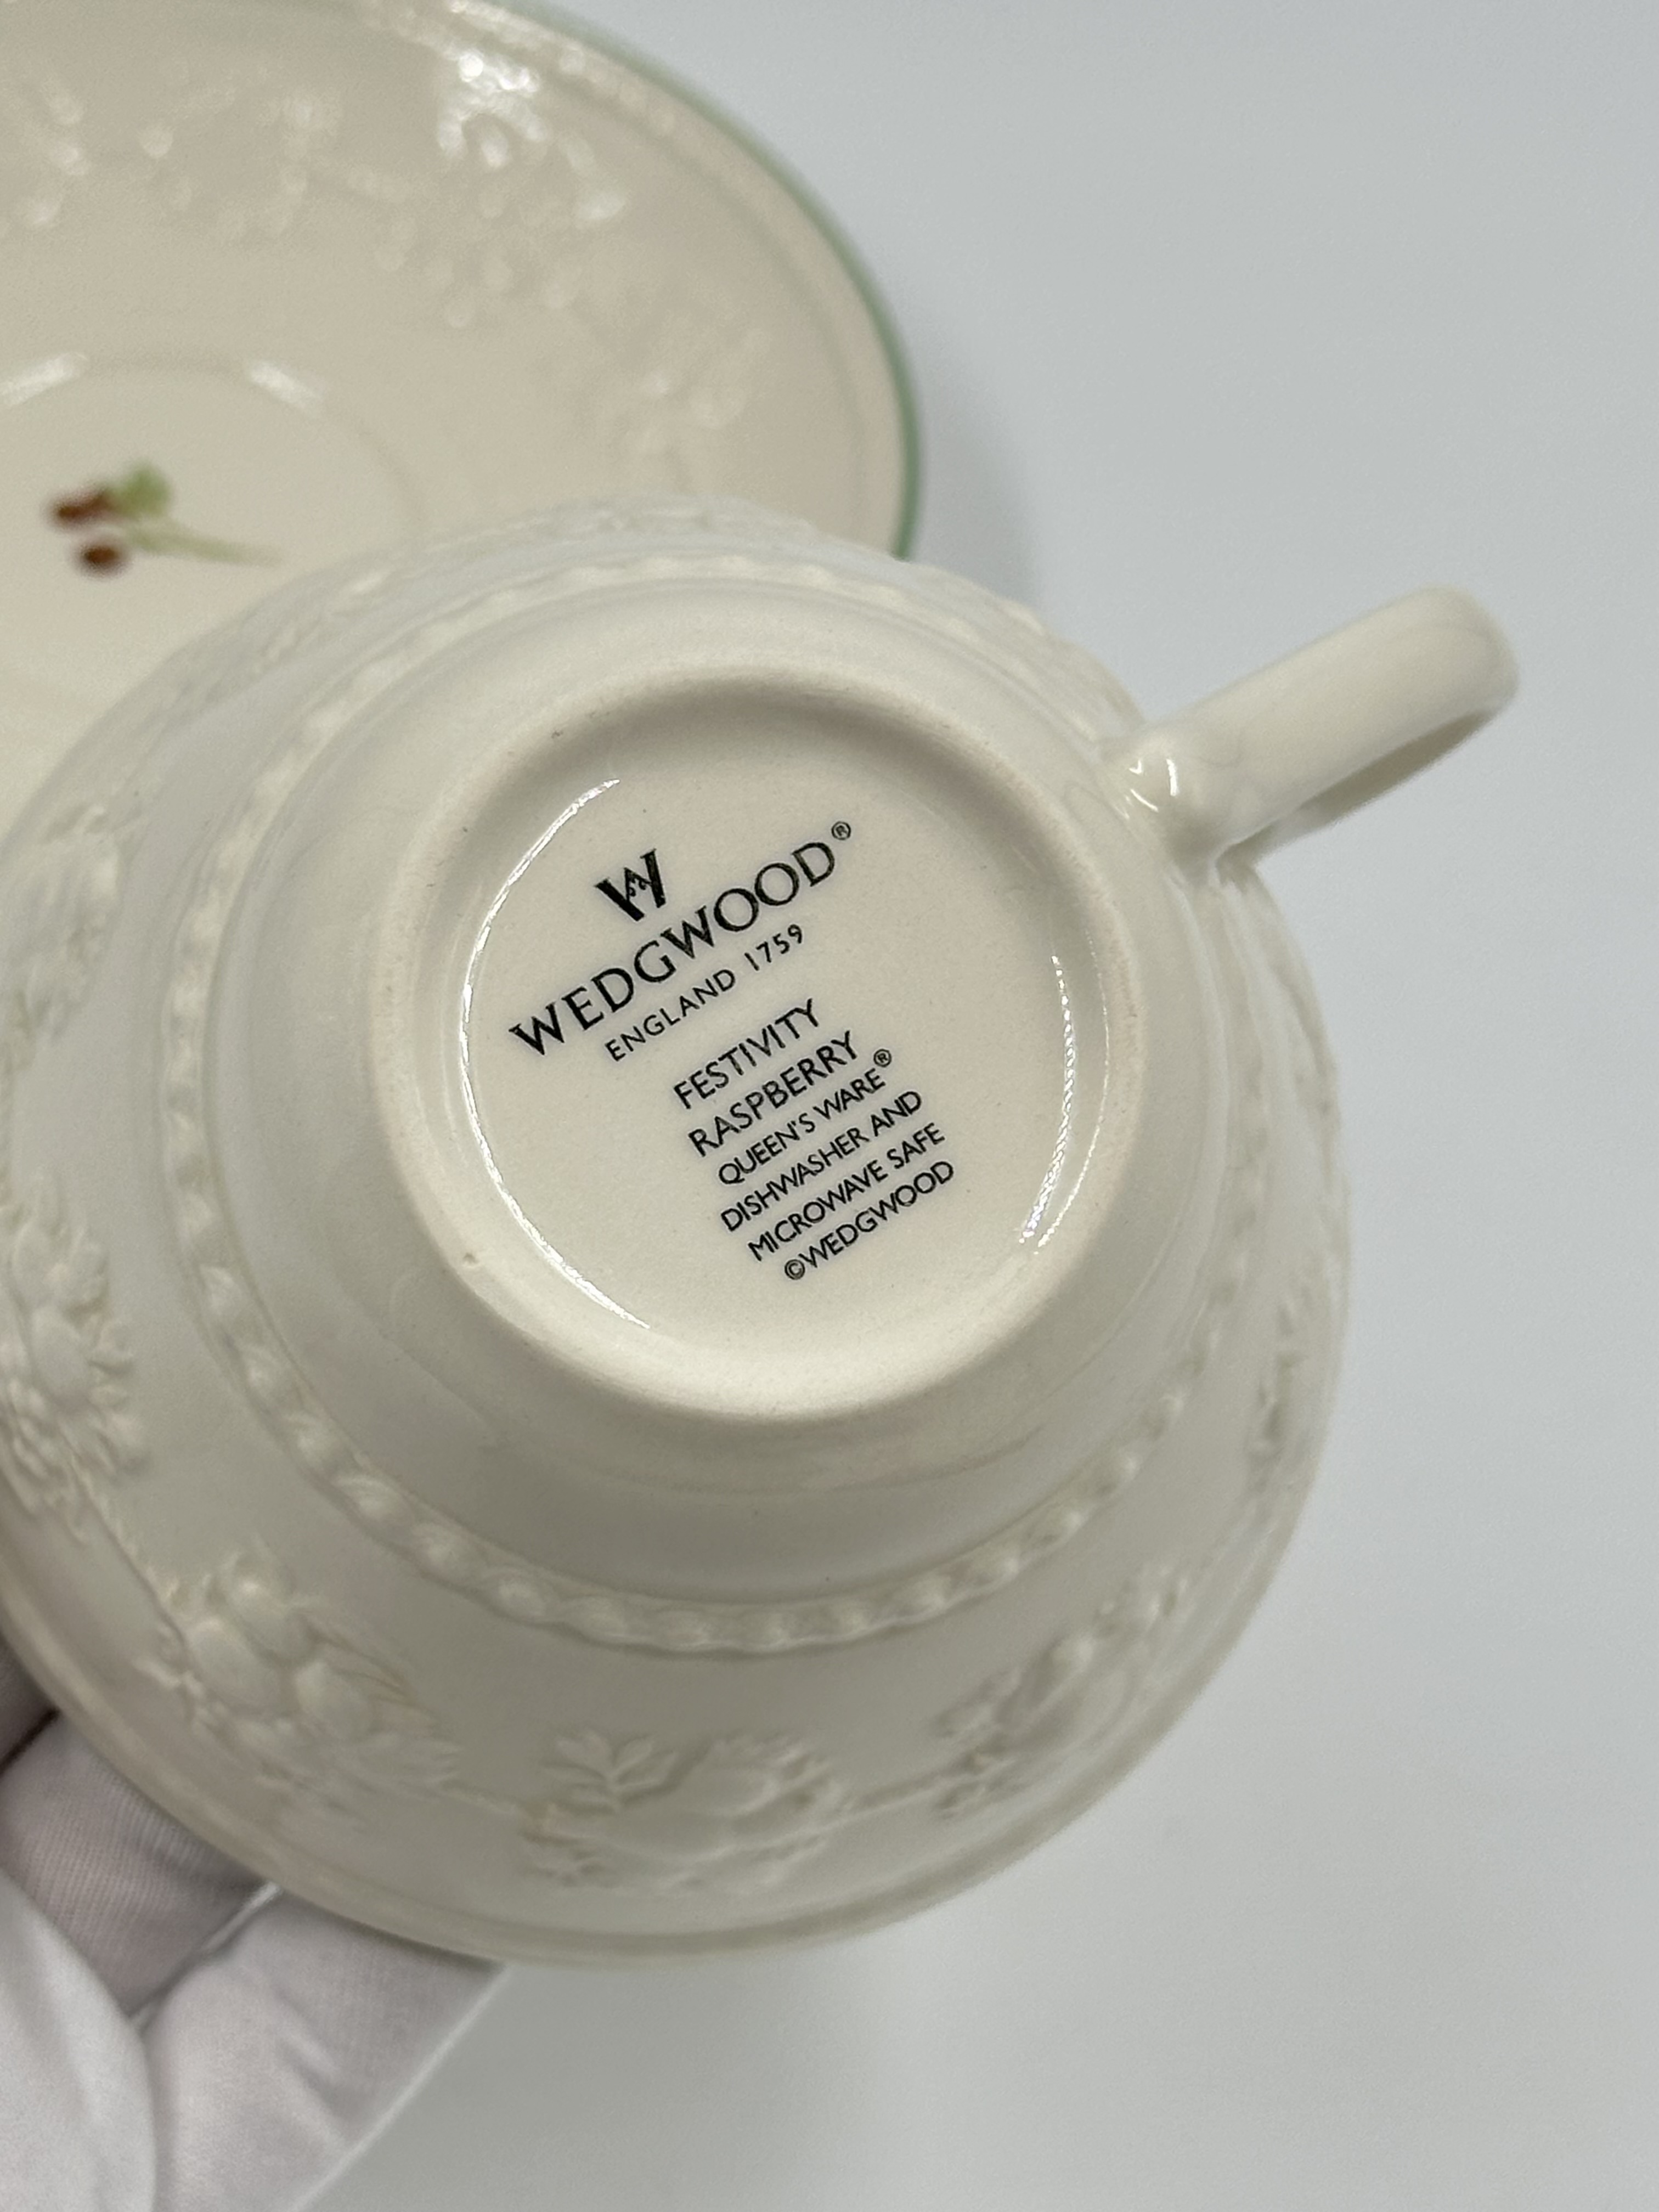 W
WEDGWOOD®
ENGLAND 1759
FESTIVITY
RASPBERRY
QUEEN'S WARE®
DISHWASHER AND
MICROWAVE SAFE
©WEDGWOOD